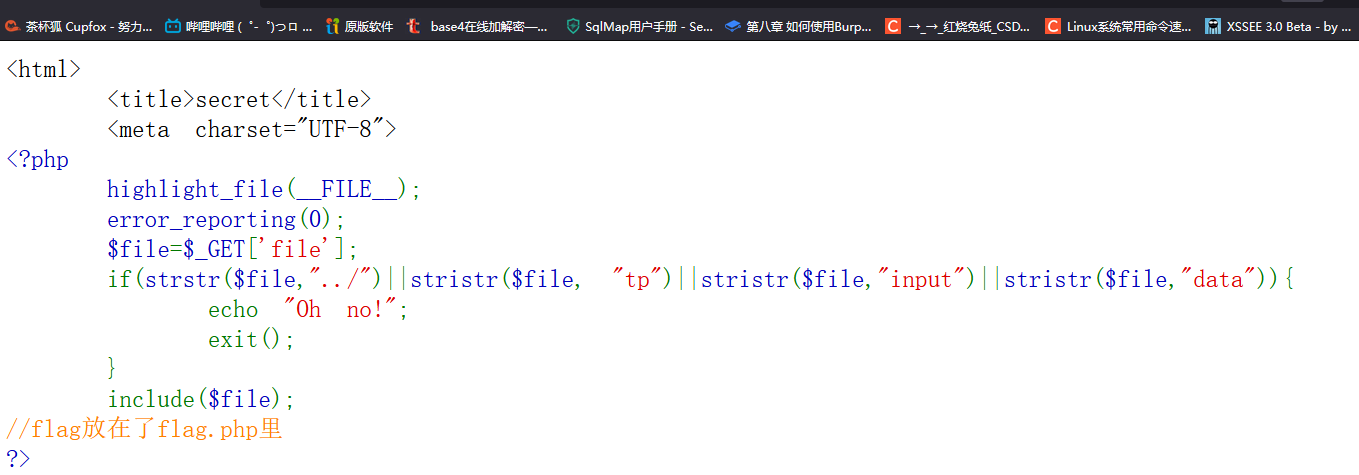 茶杯狐 Cupfox - 努力... 哔哩哔哩 ( ゜- ゜)つロ ... 原版软件 base4在线加解密—... SqlMap用户手册 - Se... 第八章 如何使用Burp... →_→_红烧兔纸_CSD... Linux系统常用命令速... XSSEE 3.0 Beta - by ...
<html>
<title>secret</title>
<meta charset="UTF-8">
<?php
highlight_file(__FILE__);
error_reporting(0);
$file=$_GET['file'];
if(strstr($file,"../")||stristr($file, "tp")||stristr($file,"input")||stristr($file,"data")){
echo "Oh no!";
exit();
}
include($file);
//flag放在了flag.php里
?>